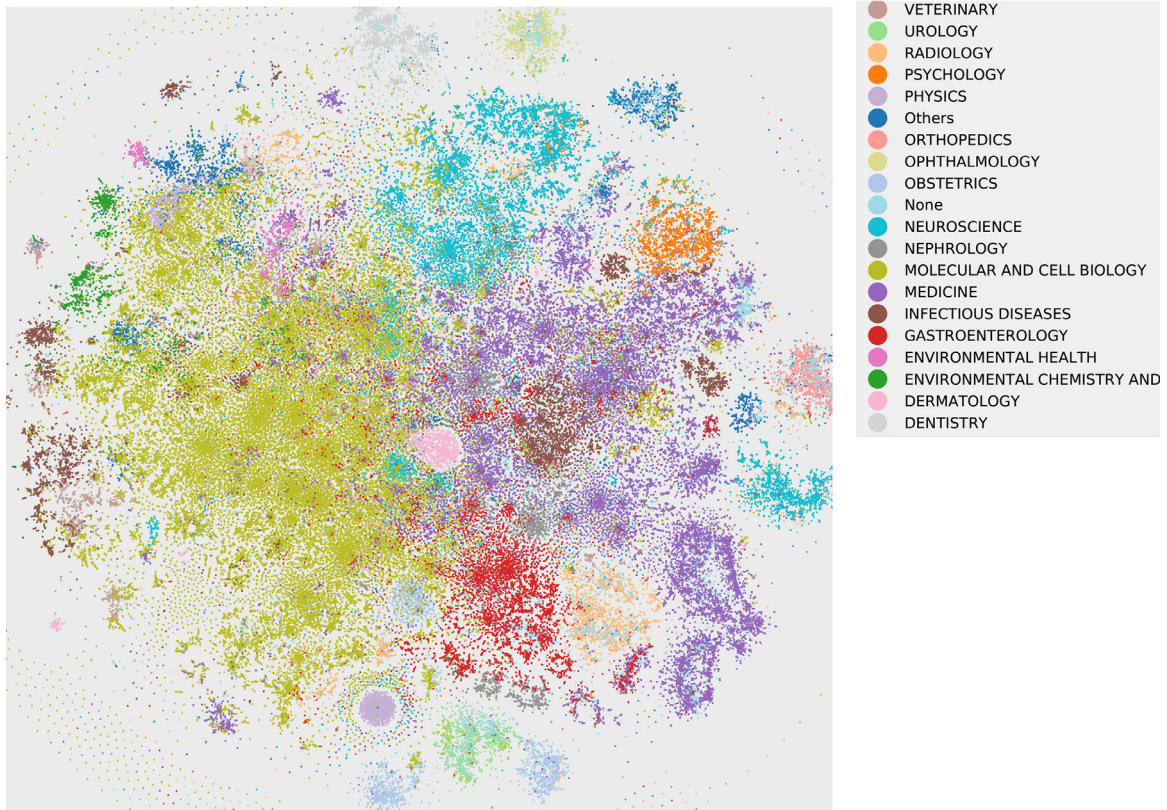 VETERINARY
UROLOGY
RADIOLOGY
PSYCHOLOGY
PHYSICS
Others
ORTHOPEDICS
OPHTHALMOLOGY
OBSTETRICS
None
NEUROSCIENCE
NEPHROLOGY
MOLECULAR AND CELL BIOLOGY
MEDICINE
INFECTIOUS DISEASES
GASTROENTEROLOGY
ENVIRONMENTAL HEALTH
ENVIRONMENTAL CHEMISTRY AND
DERMATOLOGY
DENTISTRY